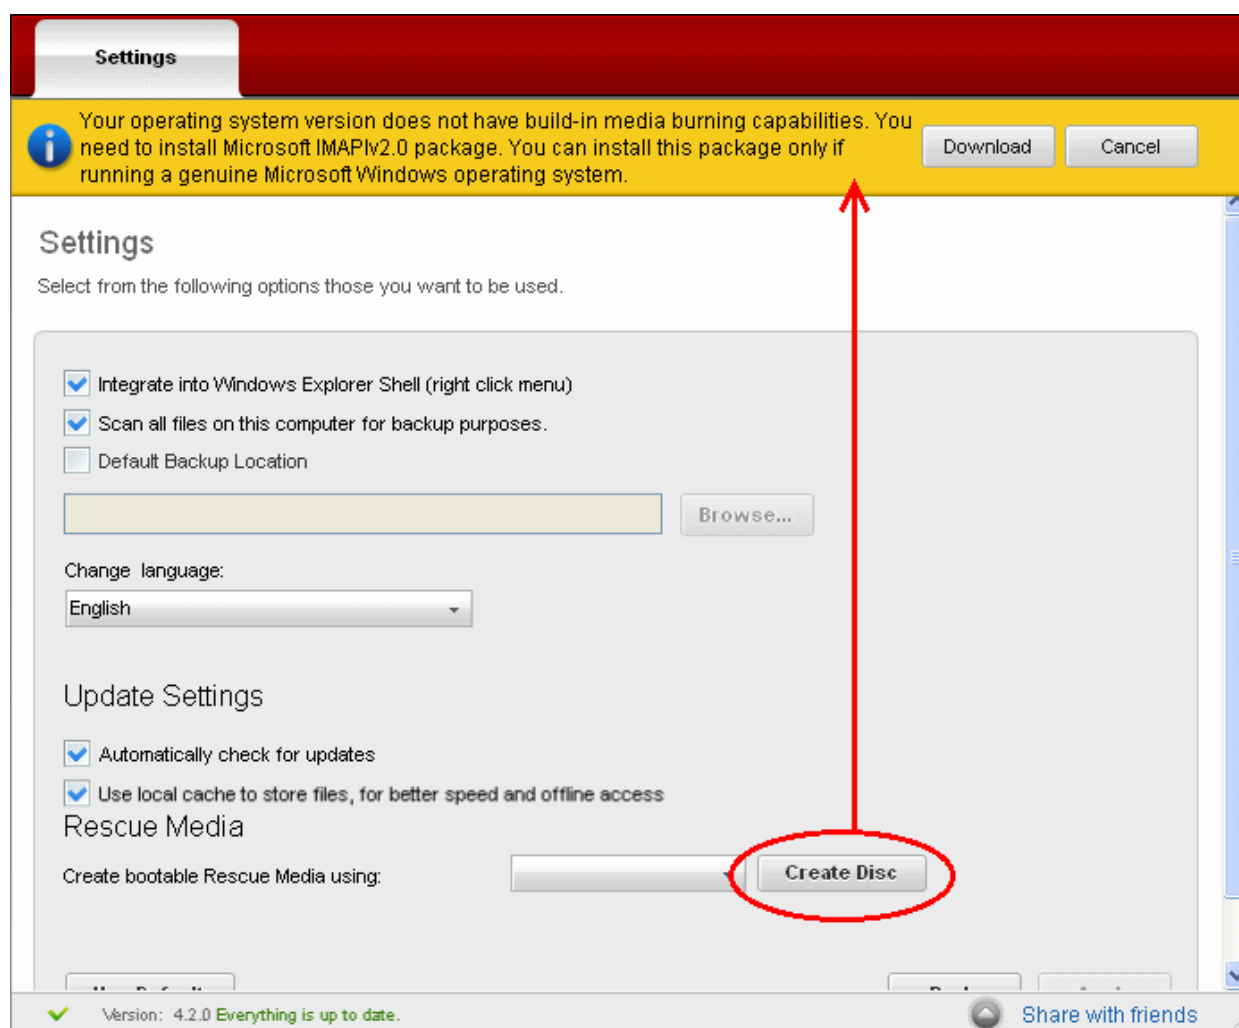 Settings
Your operating system version does not have build-in media burning capabilities. You
need to install Microsoft IMAPIv2.0 package. You can install this package only if
running a genuine Microsoft Windows operating system.
Download
Cancel
Settings
Select from the following options those you want to be used.
Integrate into Windows Explorer Shell (right click menu)
Scan all files on this computer for backup purposes.
Default Backup Location
Browse...
Change language:
English
Update Settings
Automatically check for updates
Use local cache to store files, for better speed and offline access
Rescue Media
Create bootable Rescue Media using:
Create Disc
Version: 4.2.0 Everything is up to date.
Share with friends